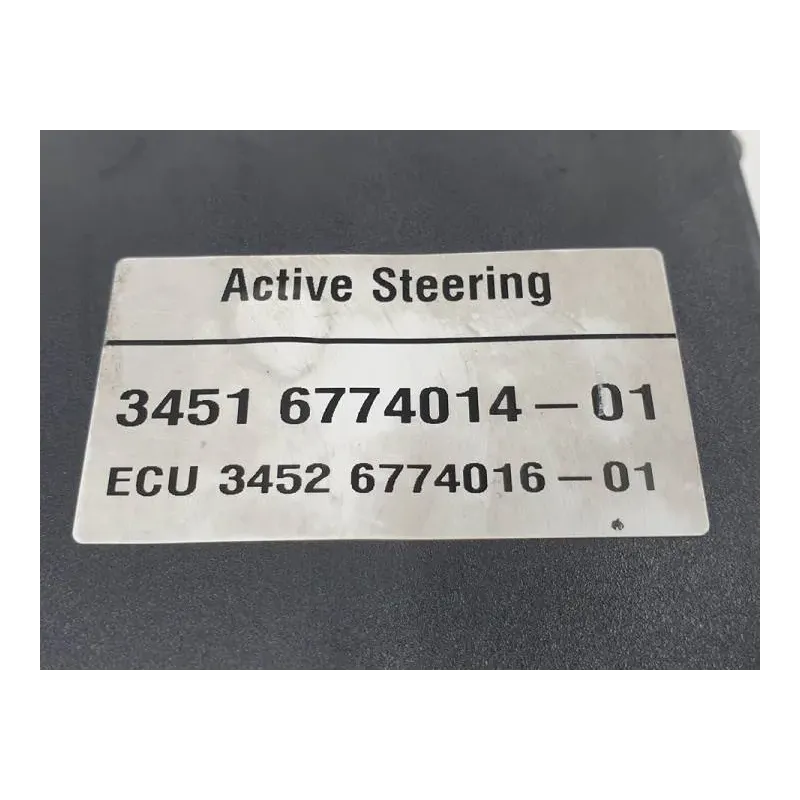 Active Steering
3451 6774014-01
ECU 3452 6774016-01